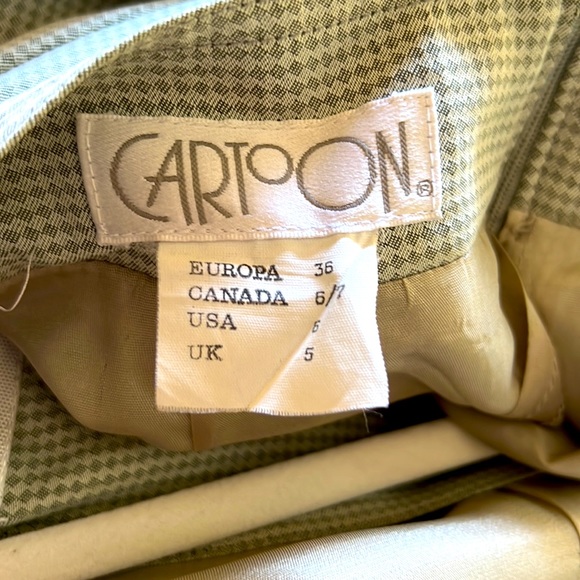 CARTOON®
EUROPA 36
CANADA 6/7
USA 6
UK 5